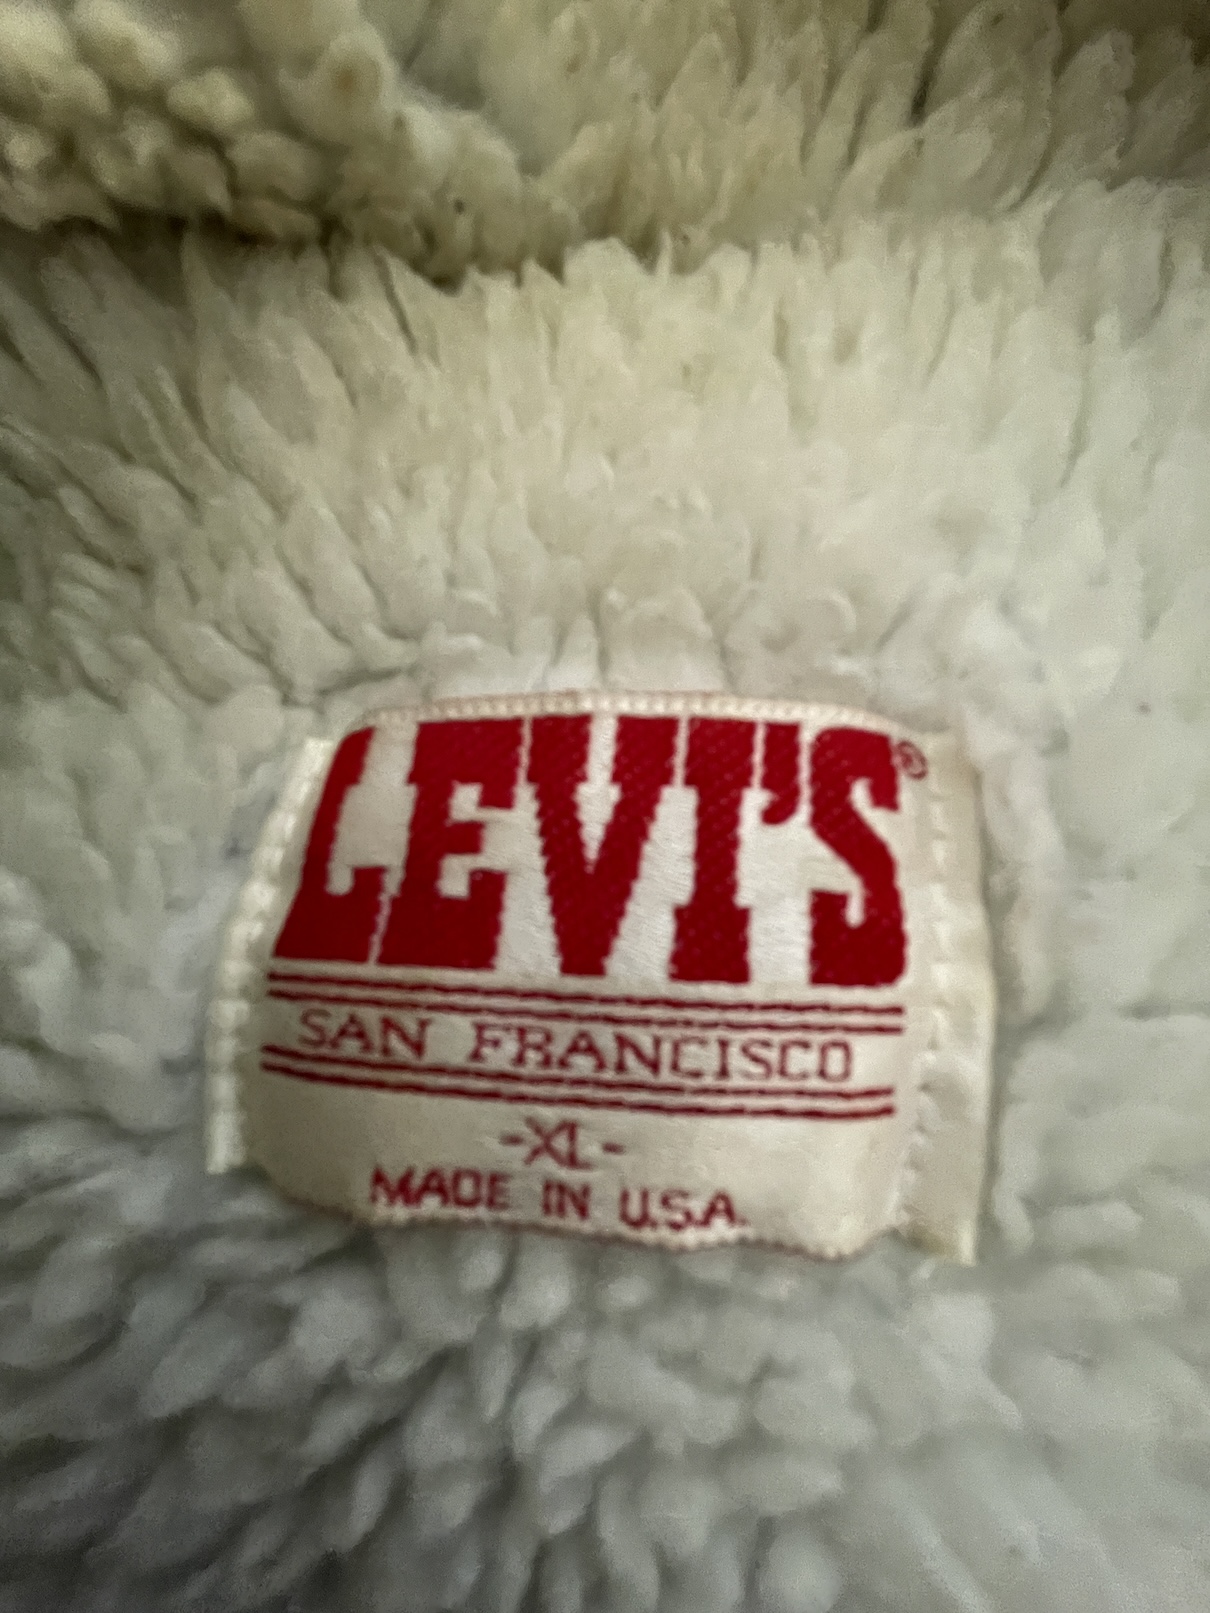 LEVI'S®
SAN FRANCISCO
-XL-
MADE IN U.S.A.